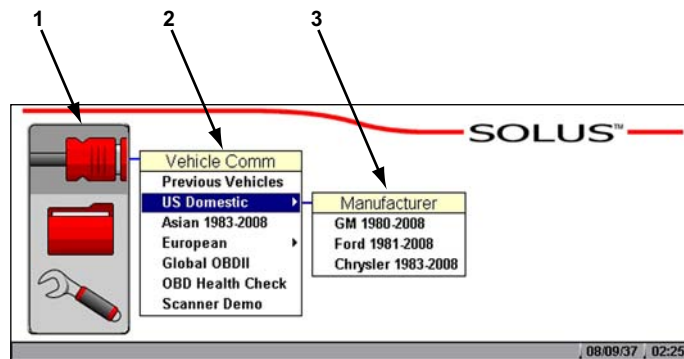 1 2 3
SOLUS™
Vehicle Comm
Previous Vehicles
US Domestic
Asian 1983-2008
European
Global OBDII
OBD Health Check
Scanner Demo
Manufacturer
GM 1980-2008
Ford 1981-2008
Chrysler 1983-2008
08/09/37 02:25